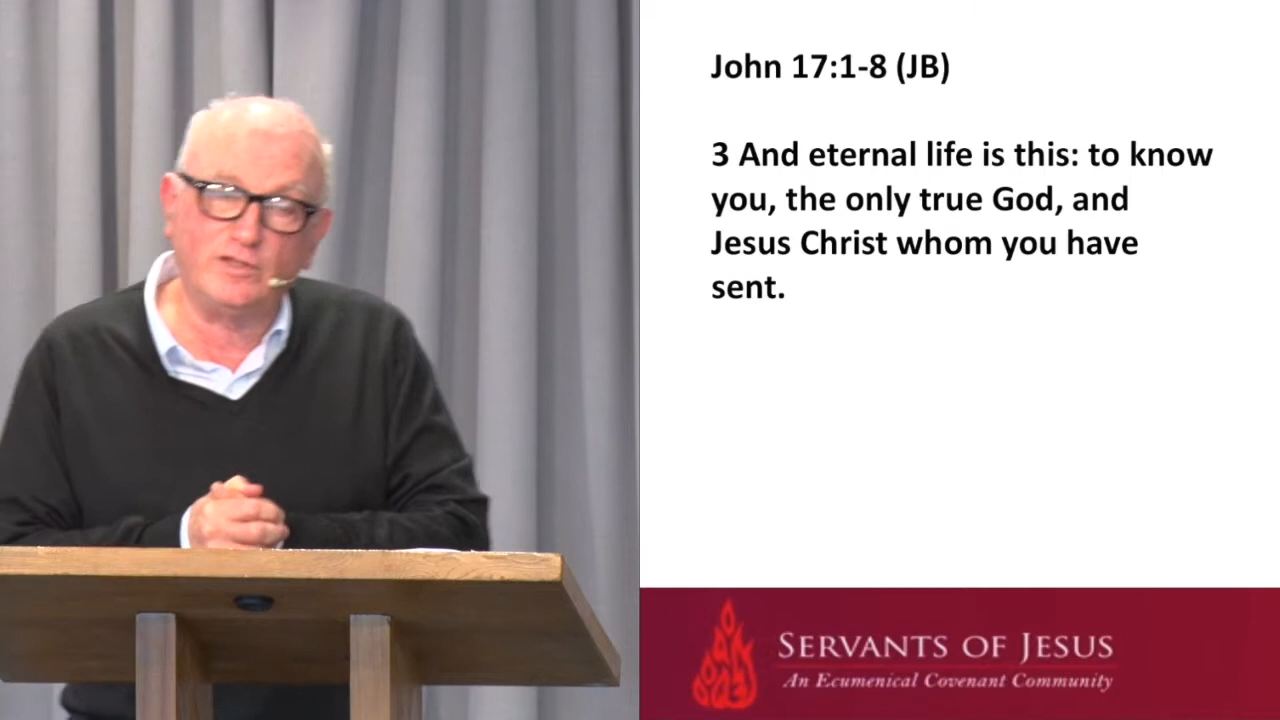 John 17:1-8 (JB)
3 And eternal life is this: to know
you, the only true God, and
Jesus Christ whom you have
sent.
SERVANTS OF JESUS
An Ecumenical Covenant Community